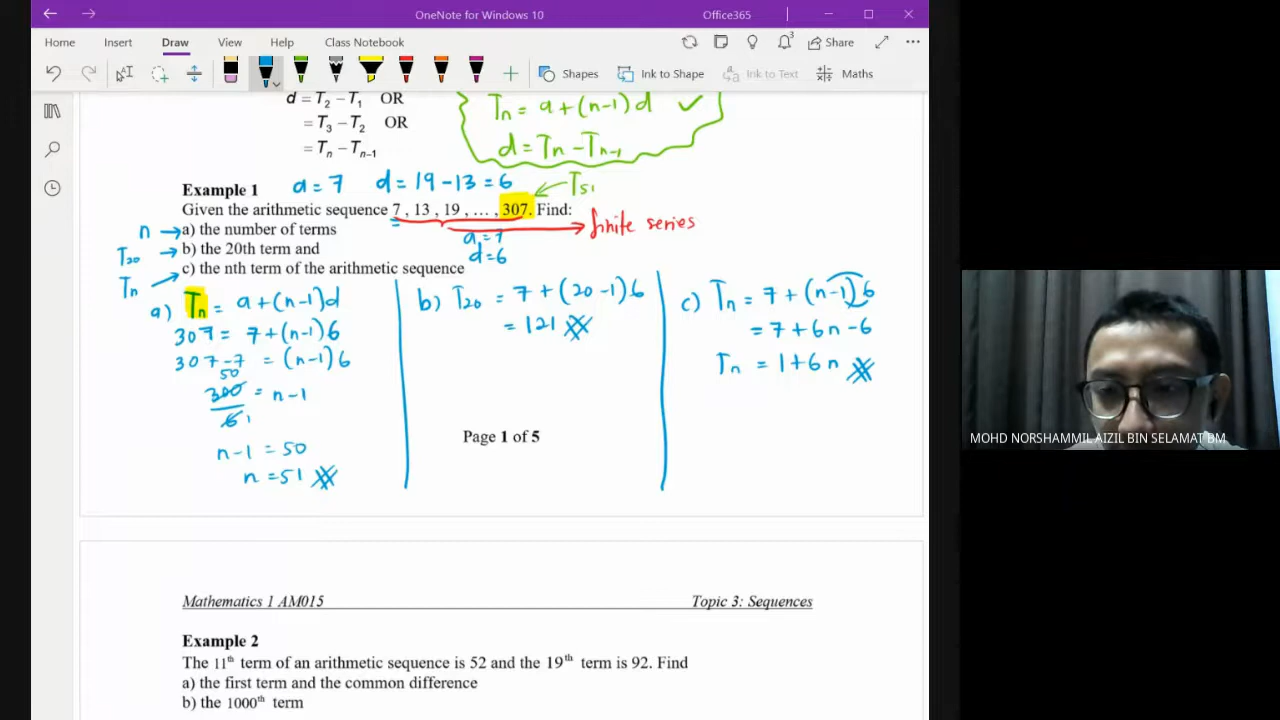 OneNote for Windows 10
Office365
Home Insert Draw View Help Class Notebook
3
Share
Shapes
Ink to Shape
Ink to Text
Maths
d = T2 – T1 OR
= T3 – T2 OR
= Tn – Tn–1
Tn = a + (n-1) d ✓
d = Tn - Tn-1
Example 1
a = 7 d = 19 - 13 = 6
T51
Given the arithmetic sequence 7 , 13 , 19 , … , 307. Find:
finite series
n → a) the number of terms
a = 7
T20 → b) the 20th term and
d = 6
Tn → c) the nth term of the arithmetic sequence
a) Tn = a + (n-1)d
307 = 7 + (n-1) 6
307 - 7 = (n-1) 6
50
300 = n - 1
6 1
n - 1 = 50
n = 51
b) T20 = 7 + (20 - 1) 6
= 121
c) Tn = 7 + (n-1) 6
= 7 + 6n - 6
Tn = 1 + 6n
Page 1 of 5
Mathematics 1 AM015
Topic 3: Sequences
Example 2
The 11th term of an arithmetic sequence is 52 and the 19th term is 92. Find
a) the first term and the common difference
b) the 1000th term
MOHD NORSHAMMIL AIZIL BIN SELAMAT BM